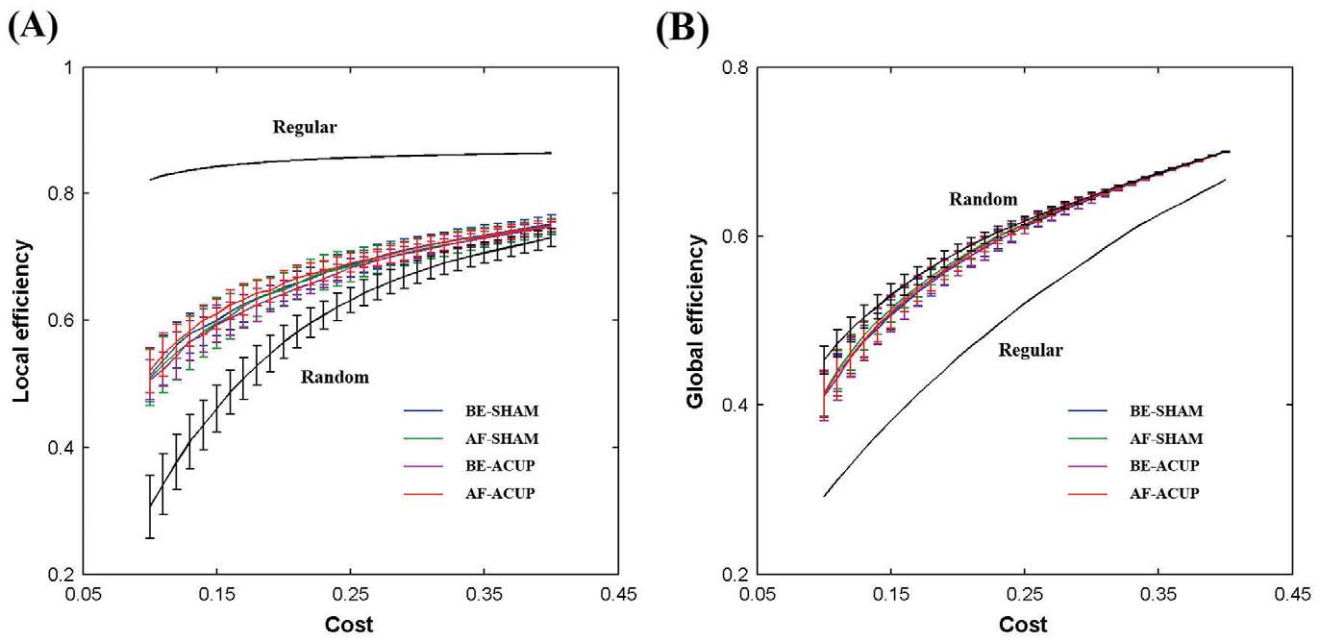 (A)
1
0.8
0.6
0.4
0.2
Local efficiency
Regular
Random
BE-SHAM
AF-SHAM
BE-ACUP
AF-ACUP
0.05
0.15
0.25
0.35
0.45
Cost
(B)
0.8
0.6
0.4
0.2
Global efficiency
Random
Regular
BE-SHAM
AF-SHAM
BE-ACUP
AF-ACUP
0.05
0.15
0.25
0.35
0.45
Cost